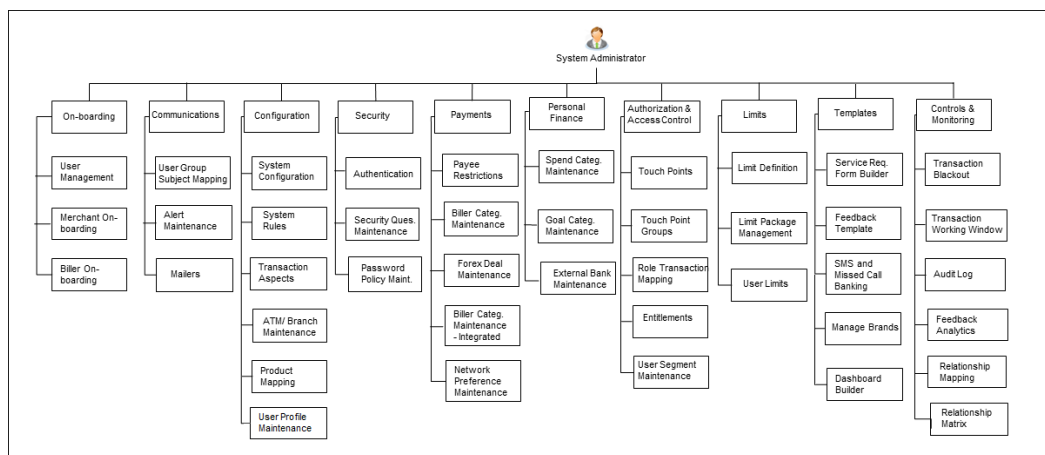 System Administrator
On-boarding
User
Management
Merchant On-
boarding
Biller On-
boarding
Communications
User Group
Subject Mapping
Alert
Maintenance
Mailers
Configuration
System
Configuration
System
Rules
Transaction
Aspects
ATM/ Branch
Maintenance
Product
Mapping
User Profile
Maintenance
Security
Authentication
Security Ques.
Maintenance
Password
Policy Maint.
Payments
Payee
Restrictions
Biller Categ.
Maintenance
Forex Deal
Maintenance
Biller Categ.
Maintenance
- Integrated
Network
Preference
Maintenance
Personal
Finance
Spend Categ.
Maintenance
Goal Categ.
Maintenance
External Bank
Maintenance
Authorization &
Access Control
Touch Points
Touch Point
Groups
Role Transaction
Mapping
Entitlements
User Segment
Maintenance
Limits
Limit Definition
Limit Package
Management
User Limits
Templates
Service Req.
Form Builder
Feedback
Template
SMS and
Missed Call
Banking
Manage Brands
Dashboard
Builder
Controls &
Monitoring
Transaction
Blackout
Transaction
Working Window
Audit Log
Feedback
Analytics
Relationship
Mapping
Relationship
Matrix